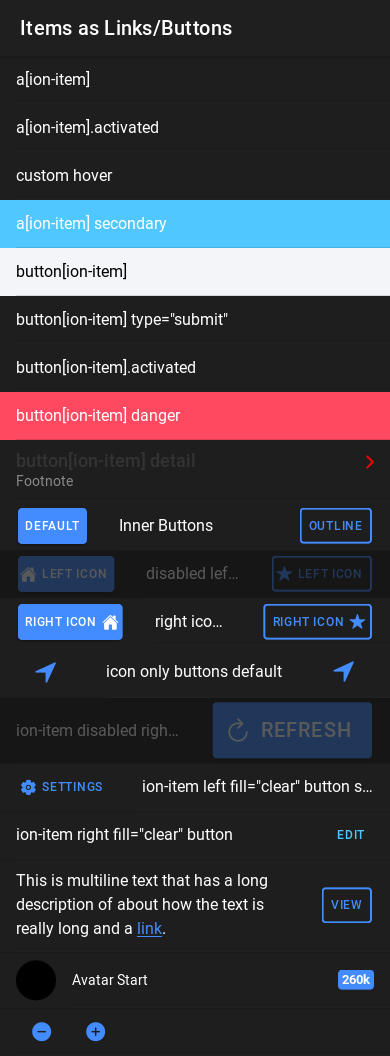 Items as Links/Buttons
a[ion-item]
a[ion-item].activated
custom hover
a[ion-item] secondary
button[ion-item]
button[ion-item] type="submit"
button[ion-item].activated
button[ion-item] danger
button[ion-item] detail
Footnote
DEFAULT Inner Buttons OUTLINE
LEFT ICON disabled lef... LEFT ICON
RIGHT ICON right ico... RIGHT ICON
icon only buttons default
ion-item disabled righ... REFRESH
SETTINGS ion-item left fill="clear" button s...
ion-item right fill="clear" button EDIT
This is multiline text that has a long
description of about how the text is
really long and a link.
VIEW
Avatar Start 260k